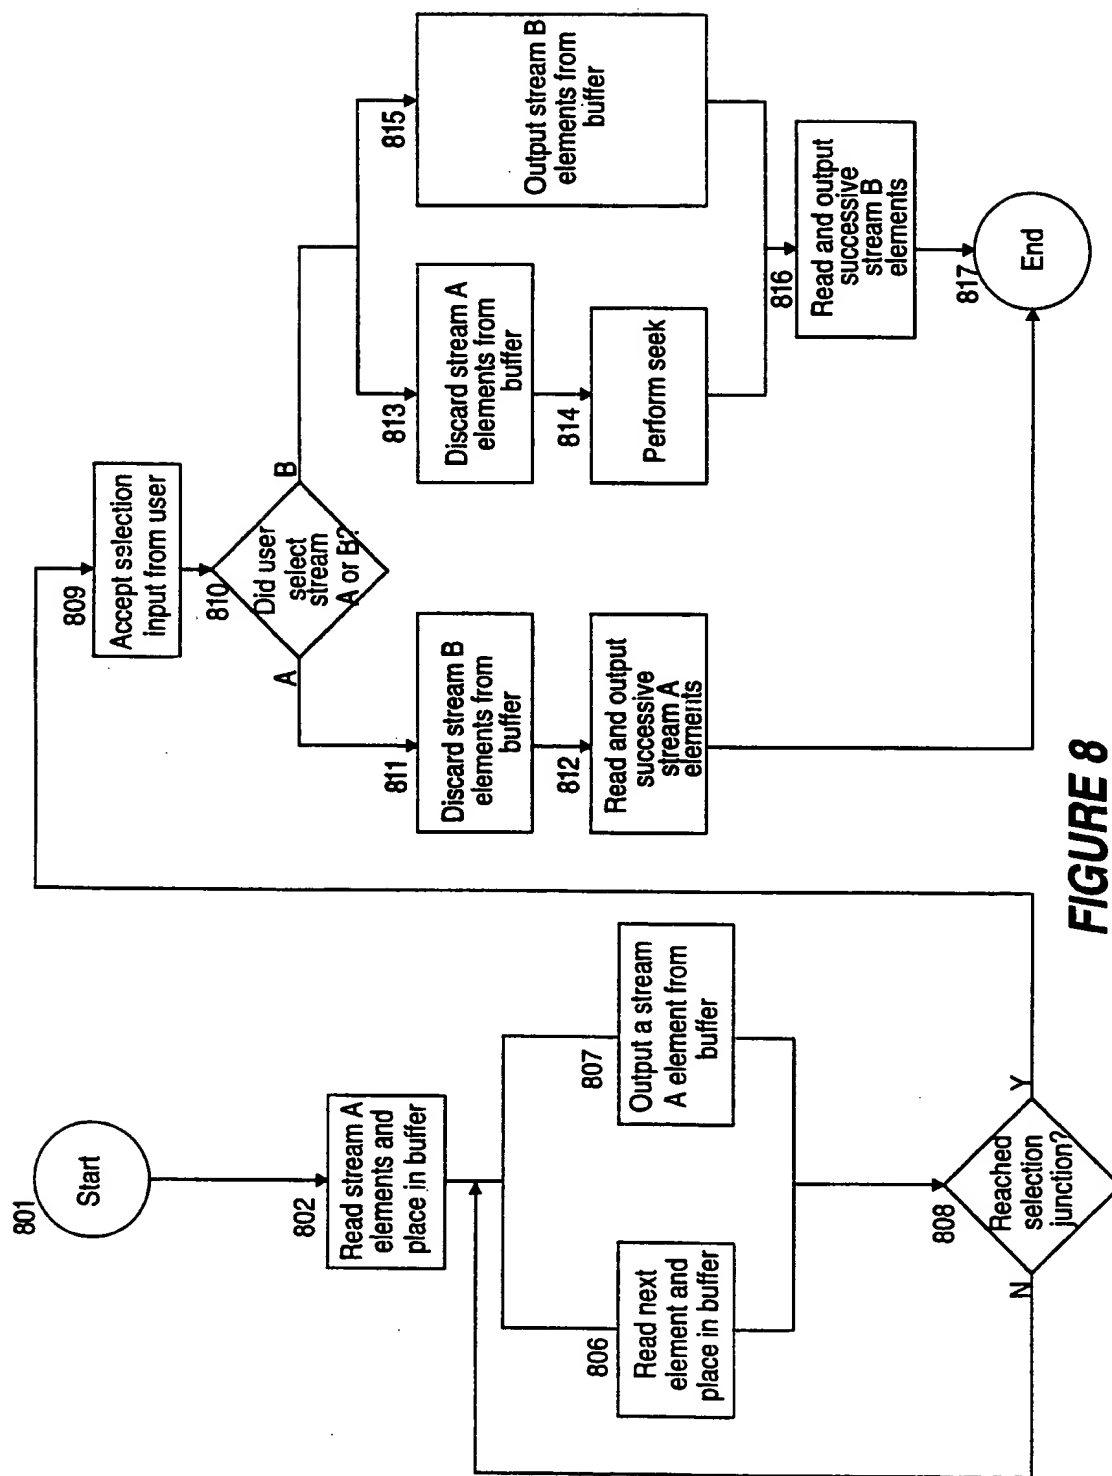 801
Start
802
Read stream A
elements and
place in buffer
806
Read next
element and
place in buffer
807
Output a stream
A element from
buffer
808
Reached
selection
junction?
N
Y
809
Accept selection
input from user
810
Did user
select
stream
A or B?
A
B
811
Discard stream B
elements from
buffer
812
Read and output
successive
stream A
elements
813
Discard stream A
elements from
buffer
814
Perform seek
815
Output stream B
elements from
buffer
816
Read and output
successive
stream B
elements
817
End
FIGURE 8